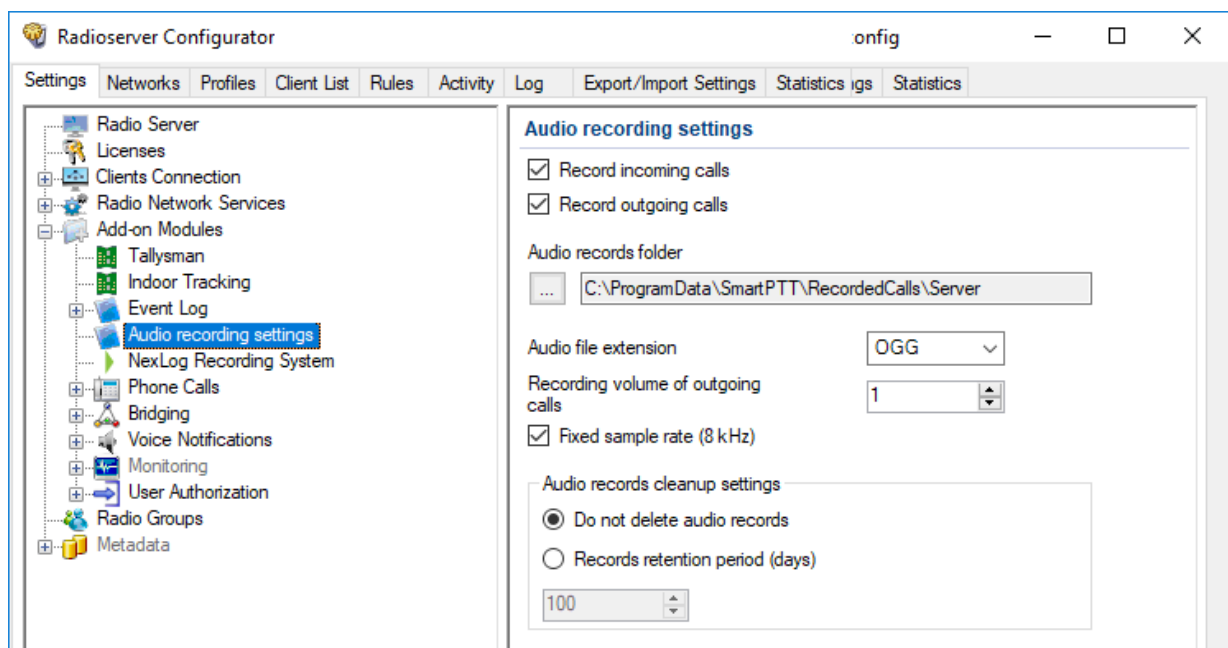 Radioserver Configurator
:onfig
Settings Networks Profiles Client List Rules Activity Log Export/Import Settings Statistics ıgs Statistics
Radio Server
Licenses
Clients Connection
Radio Network Services
Add-on Modules
Tallysman
Indoor Tracking
Event Log
Audio recording settings
NexLog Recording System
Phone Calls
Bridging
Voice Notifications
Monitoring
User Authorization
Radio Groups
Metadata
Audio recording settings
Record incoming calls
Record outgoing calls
Audio records folder
... C:\ProgramData\SmartPTT\RecordedCalls\Server
Audio file extension OGG
Recording volume of outgoing
calls
1
Fixed sample rate (8 kHz)
Audio records cleanup settings
Do not delete audio records
Records retention period (days)
100